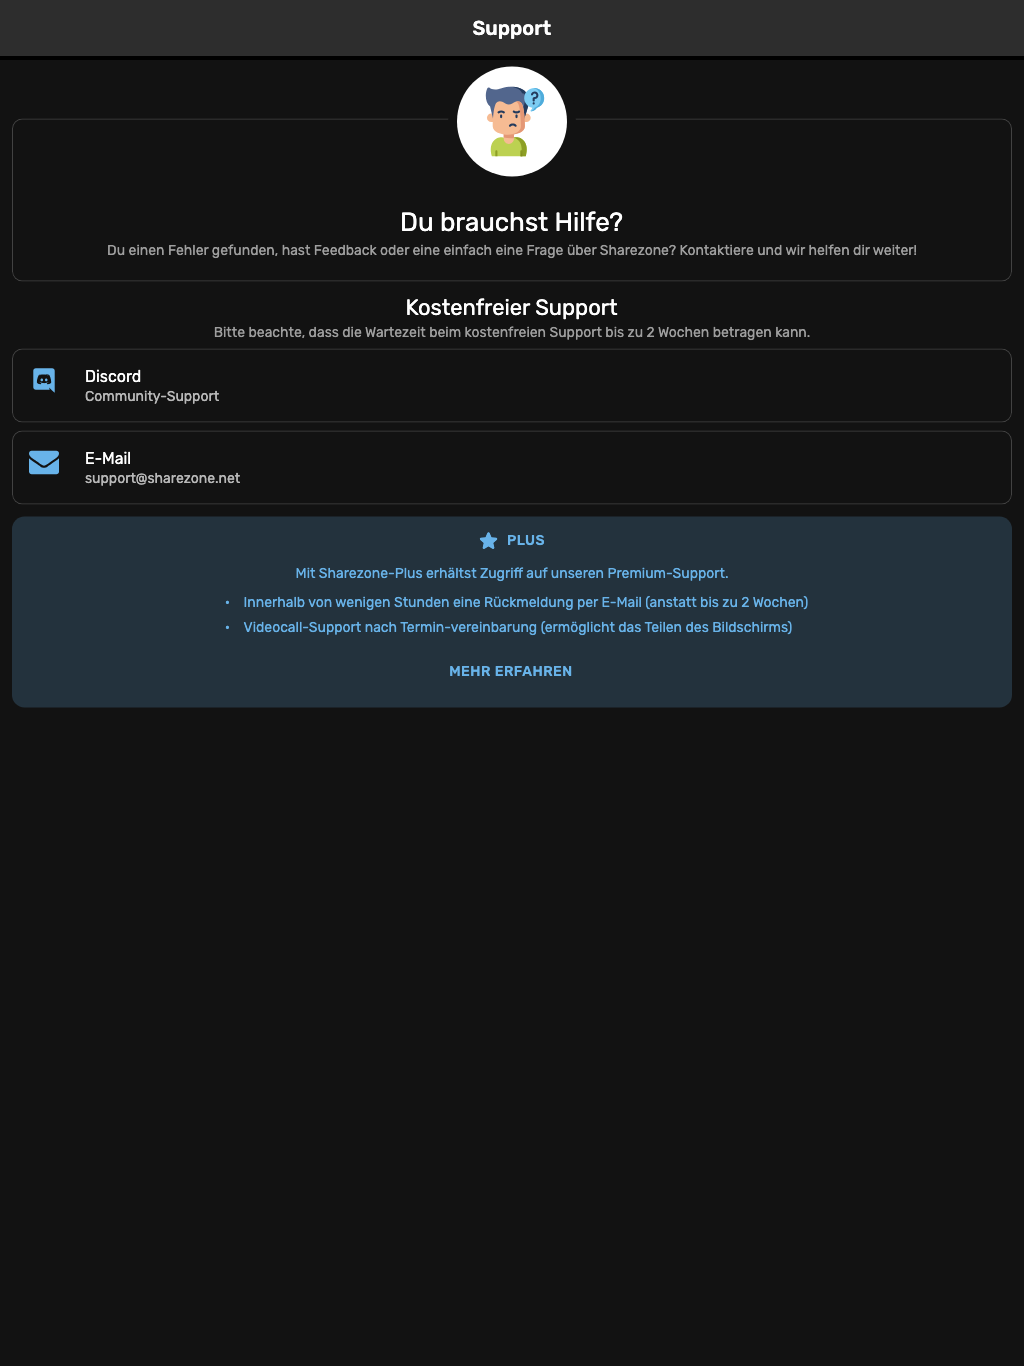 Support
?
Du brauchst Hilfe?
Du einen Fehler gefunden, hast Feedback oder eine einfach eine Frage über Sharezone? Kontaktiere und wir helfen dir weiter!
Kostenfreier Support
Bitte beachte, dass die Wartezeit beim kostenfreien Support bis zu 2 Wochen betragen kann.
Discord
Community-Support
E-Mail
support@sharezone.net
PLUS
Mit Sharezone-Plus erhältst Zugriff auf unseren Premium-Support.
• Innerhalb von wenigen Stunden eine Rückmeldung per E-Mail (anstatt bis zu 2 Wochen)
• Videocall-Support nach Termin-vereinbarung (ermöglicht das Teilen des Bildschirms)
MEHR ERFAHREN